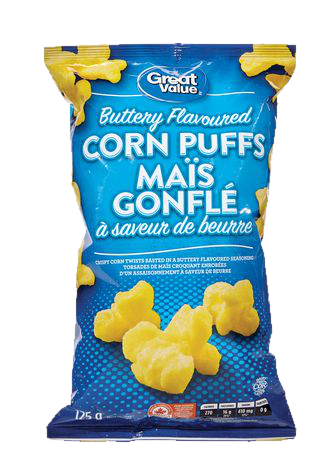 Great
Value
Buttery Flavoured
CORN PUFFS
MAÏS
GONFLÉ
à saveur de beurre
CRISPY CORN TWISTS BASTED IN A BUTTERY FLAVOURED SEASONING
TORSADES DE MAÏS CROQUANT ENROBÉES
D'UN ASSAISONNEMENT À SAVEUR DE BEURRE
175 g
270 16 g 410 mg 0 g